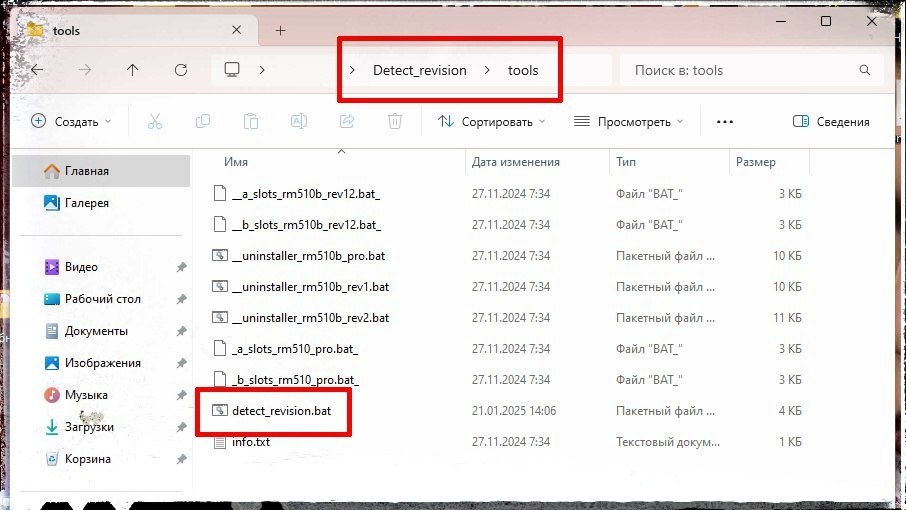 tools
Detect_revision > tools
Поиск в: tools
Создать
Сортировать
Просмотреть
Сведения
Главная
Галерея
Видео
Рабочий стол
Документы
Изображения
Музыка
Загрузки
Корзина
Имя Дата изменения Тип Размер
__a_slots_rm510b_rev12.bat_ 27.11.2024 7:34 Файл "BAT_" 3 КБ
__b_slots_rm510b_rev12.bat_ 27.11.2024 7:34 Файл "BAT_" 3 КБ
__uninstaller_rm510b_pro.bat 27.11.2024 7:34 Пакетный файл ... 10 КБ
__uninstaller_rm510b_rev1.bat 27.11.2024 7:34 Пакетный файл ... 10 КБ
__uninstaller_rm510b_rev2.bat 27.11.2024 7:34 Пакетный файл ... 11 КБ
_a_slots_rm510_pro.bat_ 27.11.2024 7:34 Файл "BAT_" 3 КБ
_b_slots_rm510_pro.bat_ 27.11.2024 7:34 Файл "BAT_" 3 КБ
detect_revision.bat 21.01.2025 14:06 Пакетный файл ... 4 КБ
info.txt 27.11.2024 7:34 Текстовый докум... 1 КБ